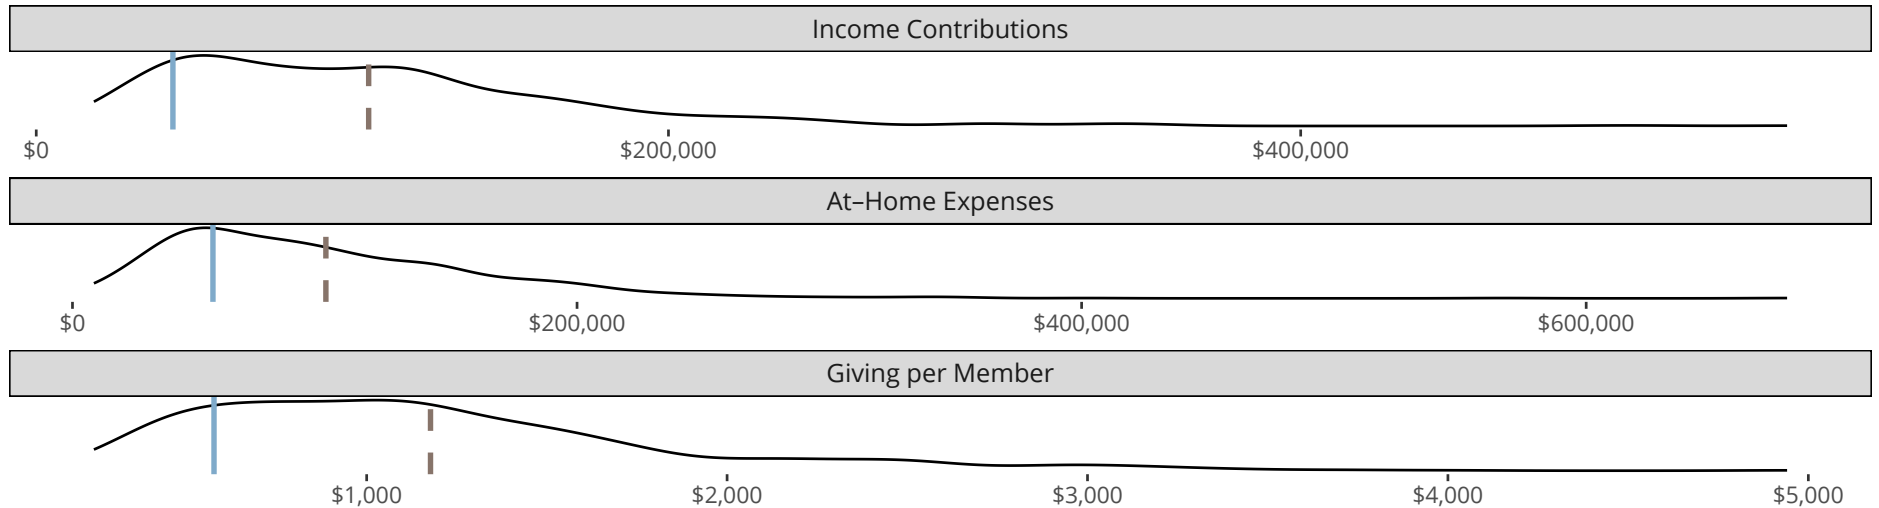 Income Contributions
$0 $200,000 $400,000
At–Home Expenses
$0 $200,000 $400,000 $600,000
Giving per Member
$1,000 $2,000 $3,000 $4,000 $5,000